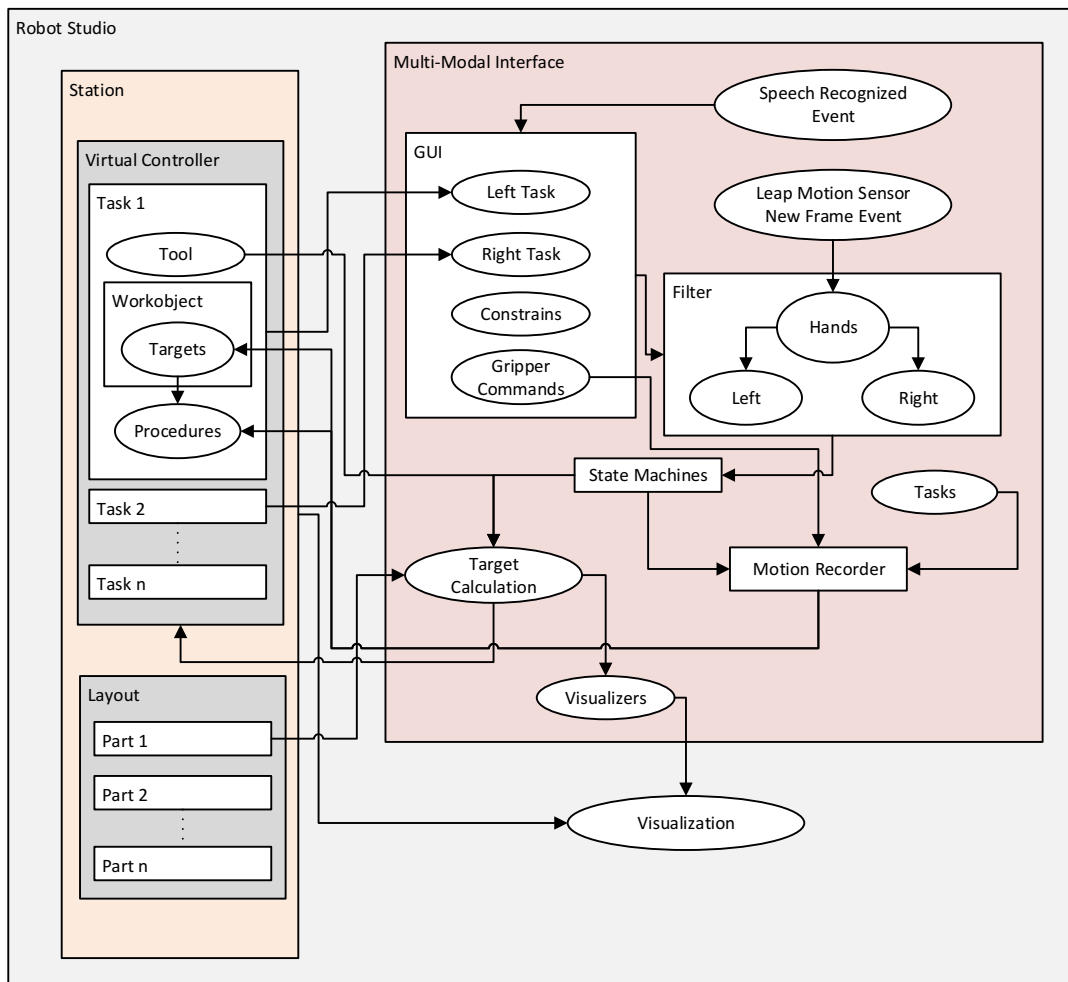 Robot Studio
Station
Virtual Controller
Task 1
Tool
Workobject
Targets
Procedures
Task 2
Task n
Layout
Part 1
Part 2
Part n
Multi-Modal Interface
Speech Recognized
Event
GUI
Left Task
Right Task
Constrains
Gripper
Commands
Leap Motion Sensor
New Frame Event
Filter
Hands
Left
Right
State Machines
Tasks
Target
Calculation
Motion Recorder
Visualizers
Visualization